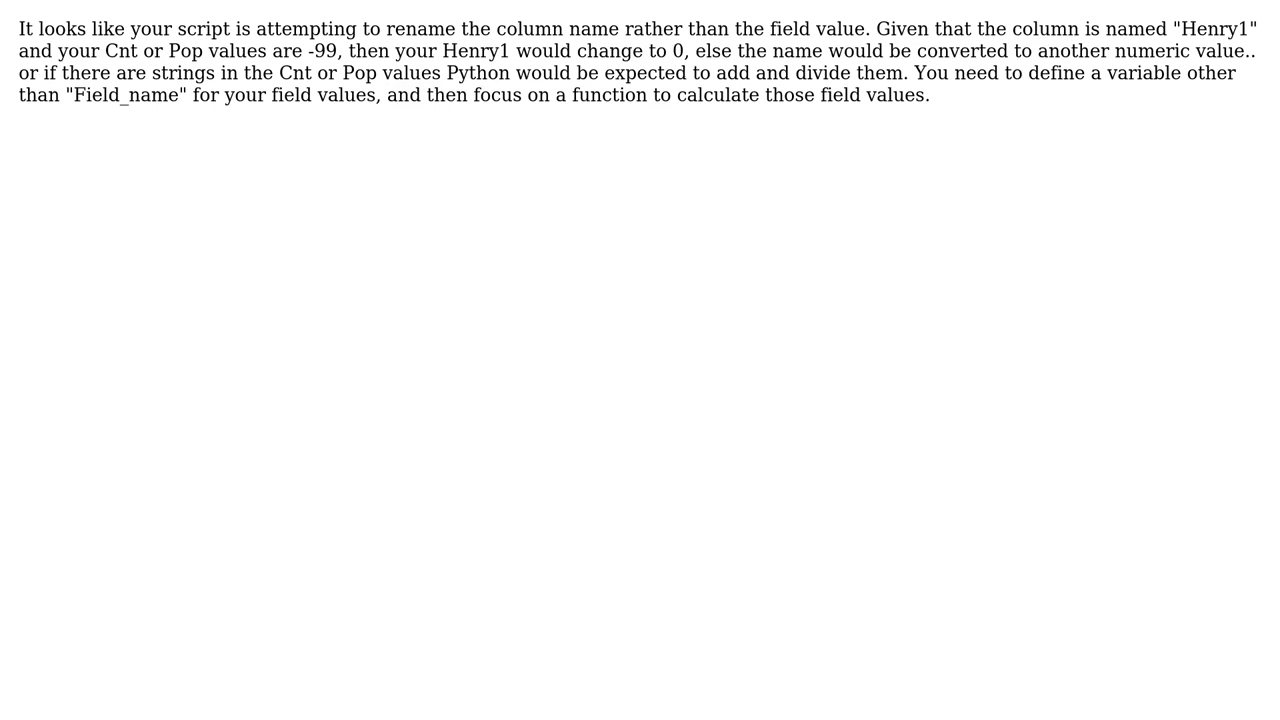 It looks like your script is attempting to rename the column name rather than the field value. Given that the column is named "Henry1"
and your Cnt or Pop values are -99, then your Henry1 would change to 0, else the name would be converted to another numeric value..
or if there are strings in the Cnt or Pop values Python would be expected to add and divide them. You need to define a variable other
than "Field_name" for your field values, and then focus on a function to calculate those field values.